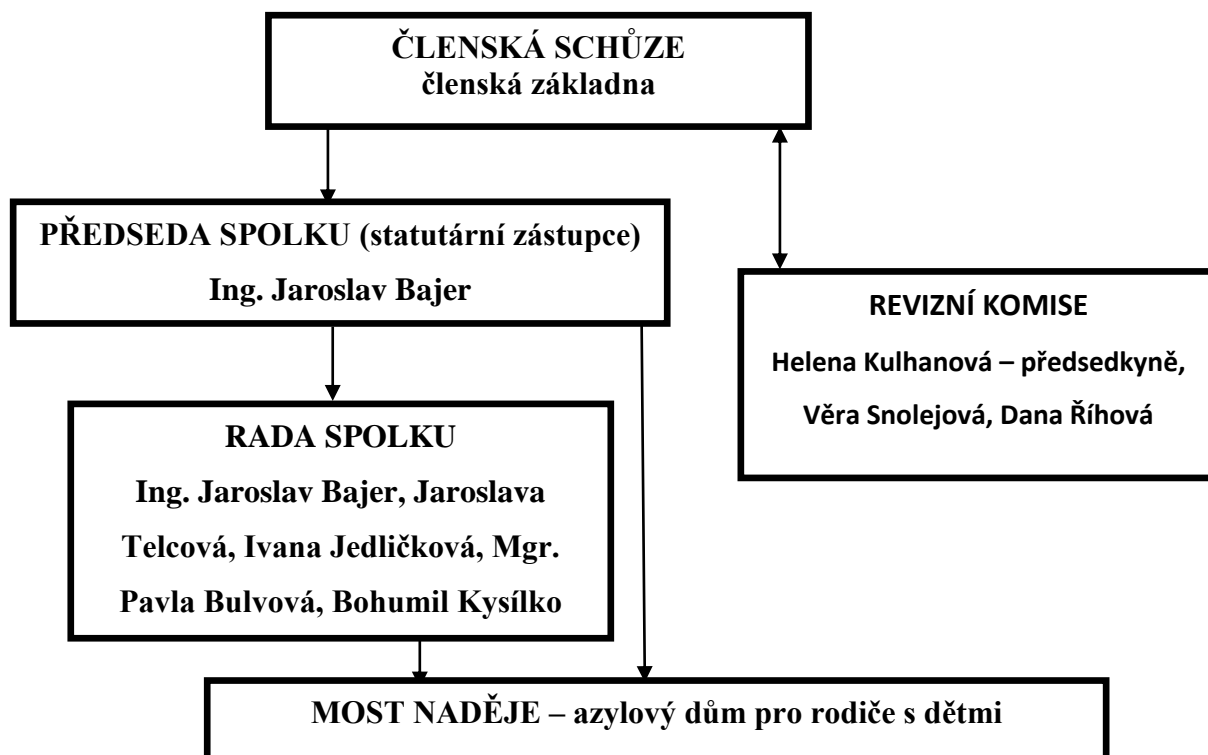 ČLENSKÁ SCHŮZE
členská základna
PŘEDSEDA SPOLKU (statutární zástupce)
Ing. Jaroslav Bajer
REVIZNÍ KOMISE
Helena Kulhanová – předsedkyně,
Věra Snolejová, Dana Říhová
RADA SPOLKU
Ing. Jaroslav Bajer, Jaroslava
Telcová, Ivana Jedličková, Mgr.
Pavla Bulvová, Bohumil Kysílko
MOST NADĚJE – azylový dům pro rodiče s dětmi